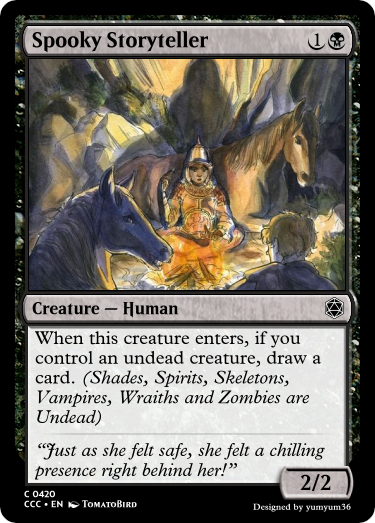 Spooky Storyteller 1
Creature — Human
When this creature enters, if you
control an undead creature, draw a
card. (Shades, Spirits, Skeletons,
Vampires, Wraiths and Zombies are
Undead)
“Just as she felt safe, she felt a chilling
presence right behind her!”
2/2
C 0420
CCC • EN TomatoBird
Designed by yumyum36